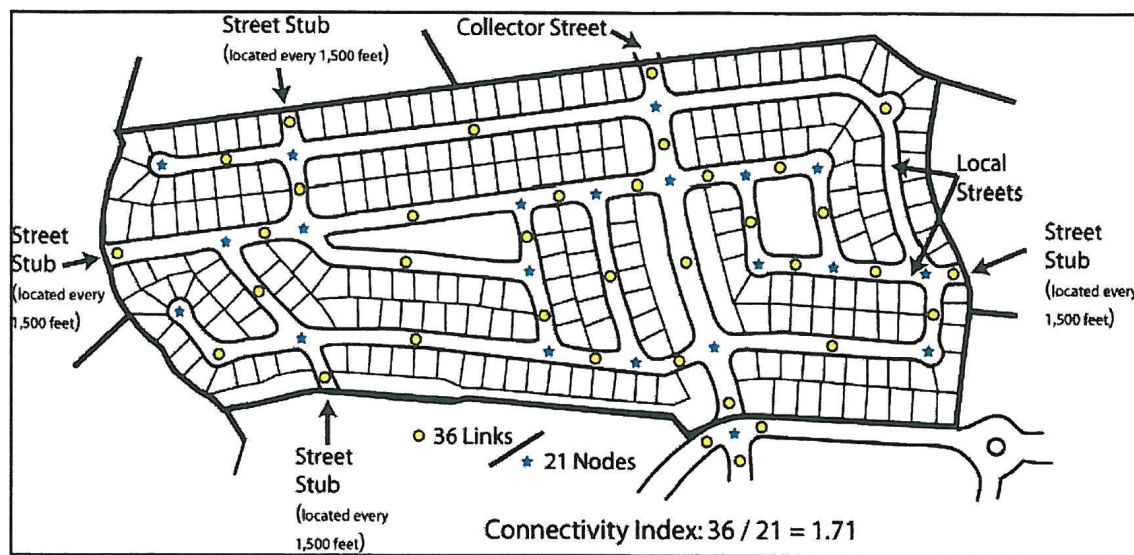 Street Stub
(located every 1,500 feet)
Collector Street
Local
Streets
Street
Stub
(located every
1,500 feet)
Street
Stub
(located every
1,500 feet)
Street
Stub
(located every
1,500 feet)
36 Links
21 Nodes
Connectivity Index: 36 / 21 = 1.71